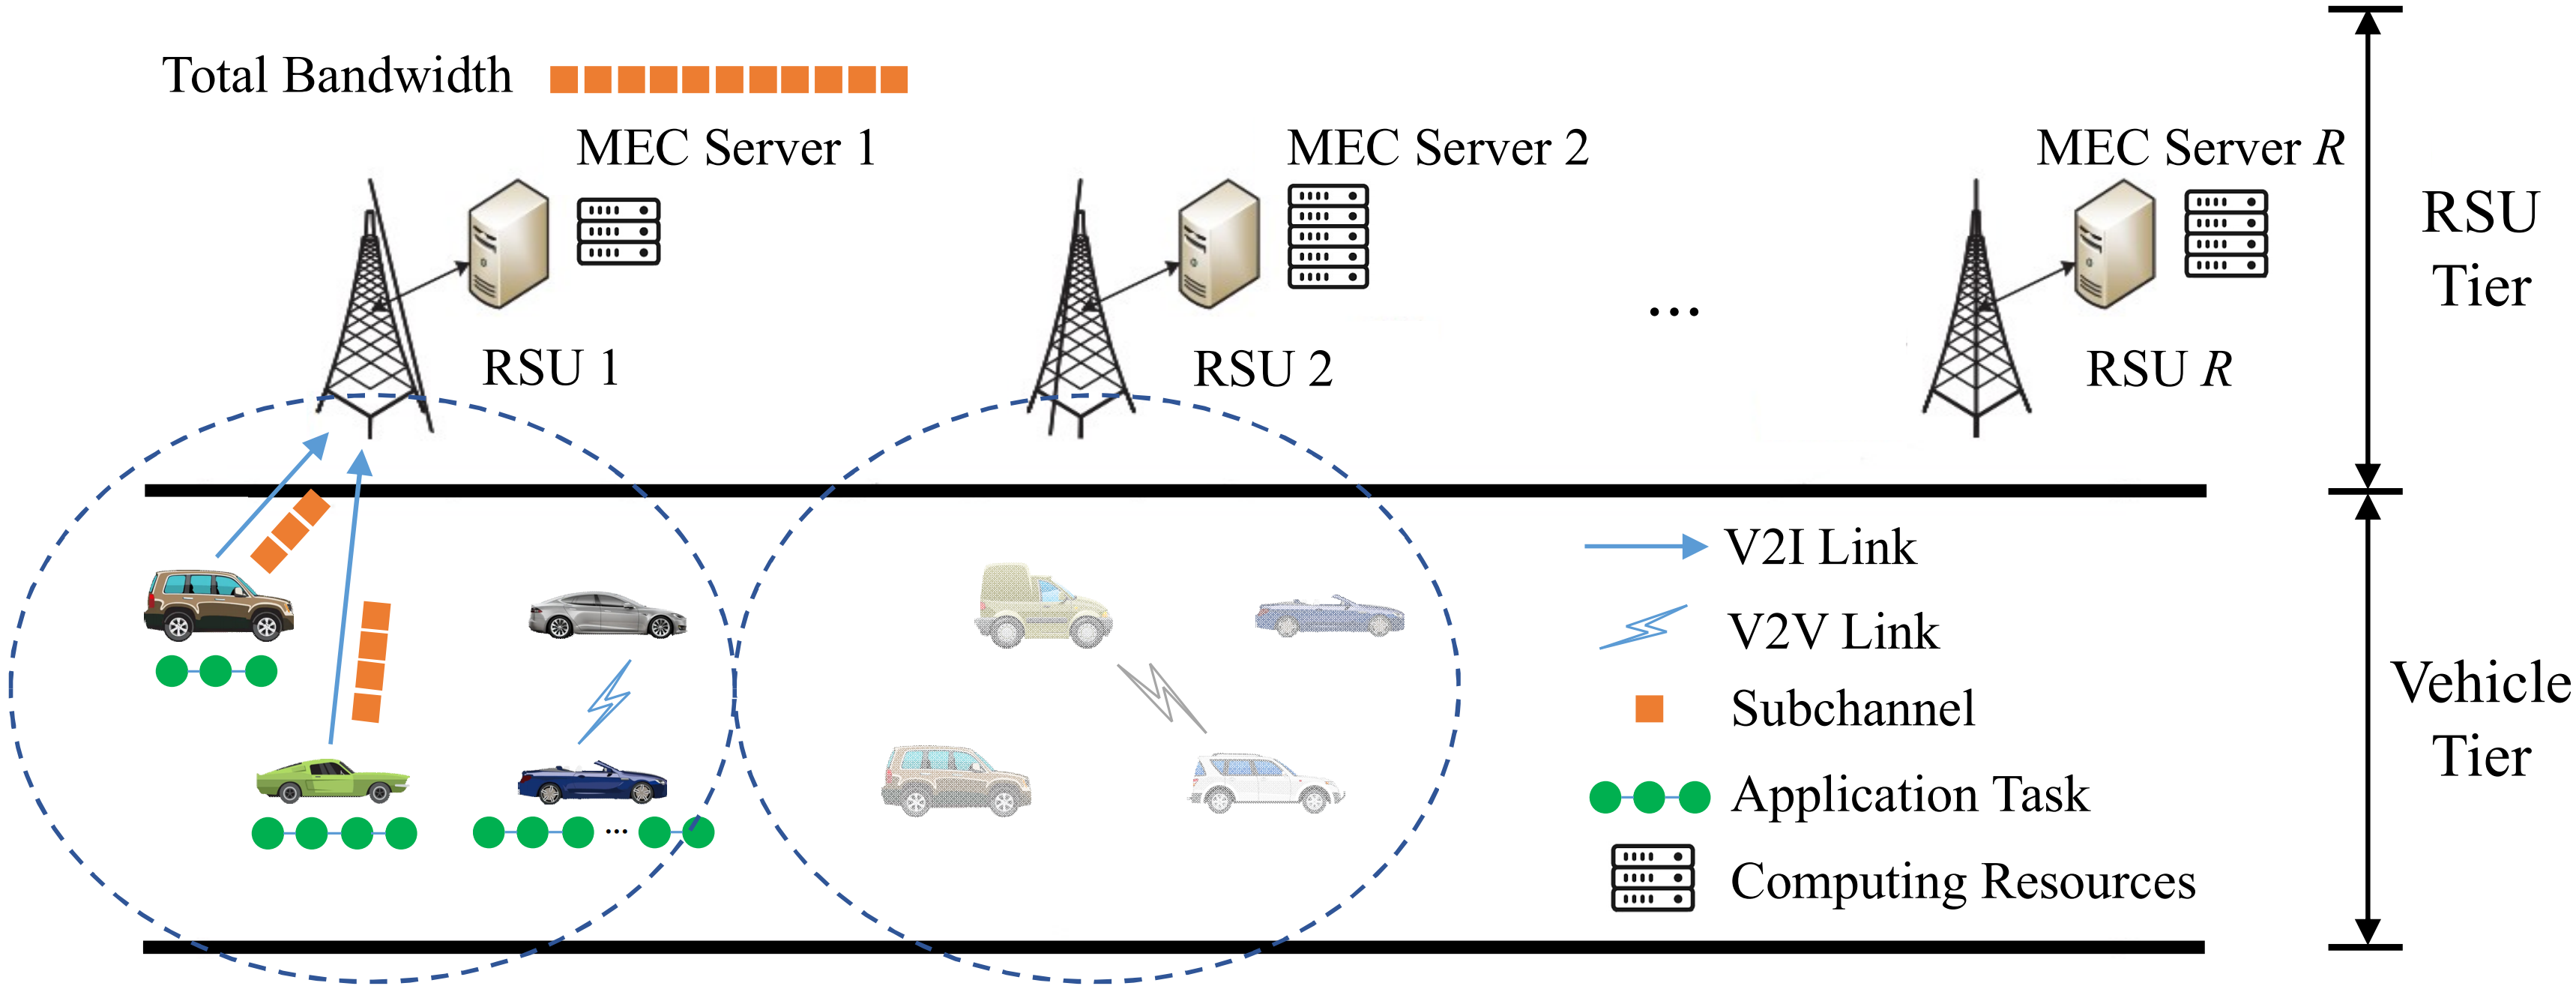 Total Bandwidth
MEC Server 1
MEC Server 2
MEC Server R
RSU 1
RSU 2
...
RSU R
RSU
Tier
V2I Link
V2V Link
Subchannel
Application Task
Computing Resources
...
Vehicle
Tier